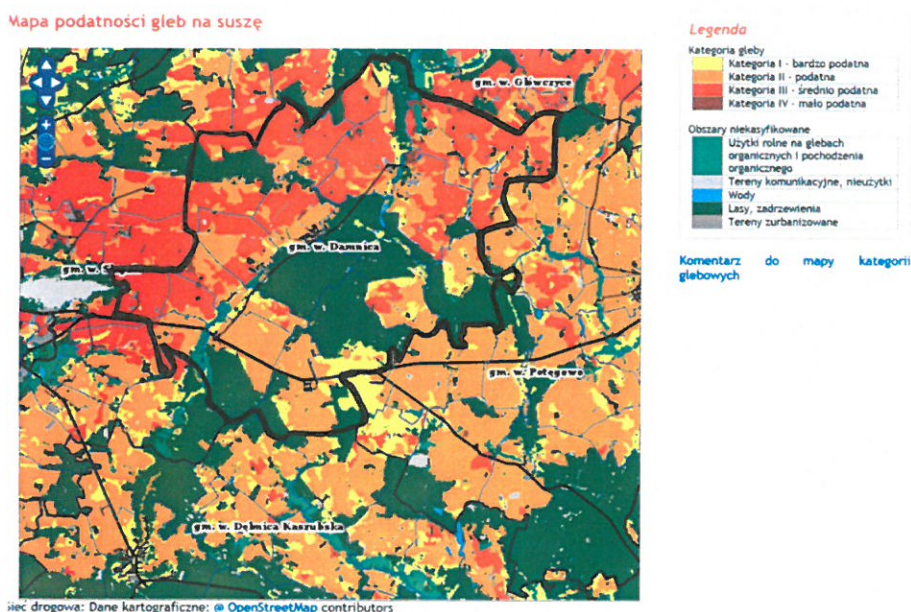 Mapa podatności gleb na suszę
gm. w. Główczyce
gm. w. Damnica
gm. w.
gm. w. Potęgowo
gm. w. Dębnica Kaszubska
Legenda
Kategoria gleby
Kategoria I - bardzo podatna
Kategoria II - podatna
Kategoria III - średnio podatna
Kategoria IV - mało podatna
Obszary niekasyfikowane
Użytki rolne na glebach
organicznych i pochodzenia
organicznego
Tereny komunikacyjne, nieużytki
Wody
Lasy, zadrzewienia
Tereny zurbanizowane
Komentarz do mapy kategorii
glebowych
sieć drogowa: Dane kartograficzne: @ OpenStreetMap contributors